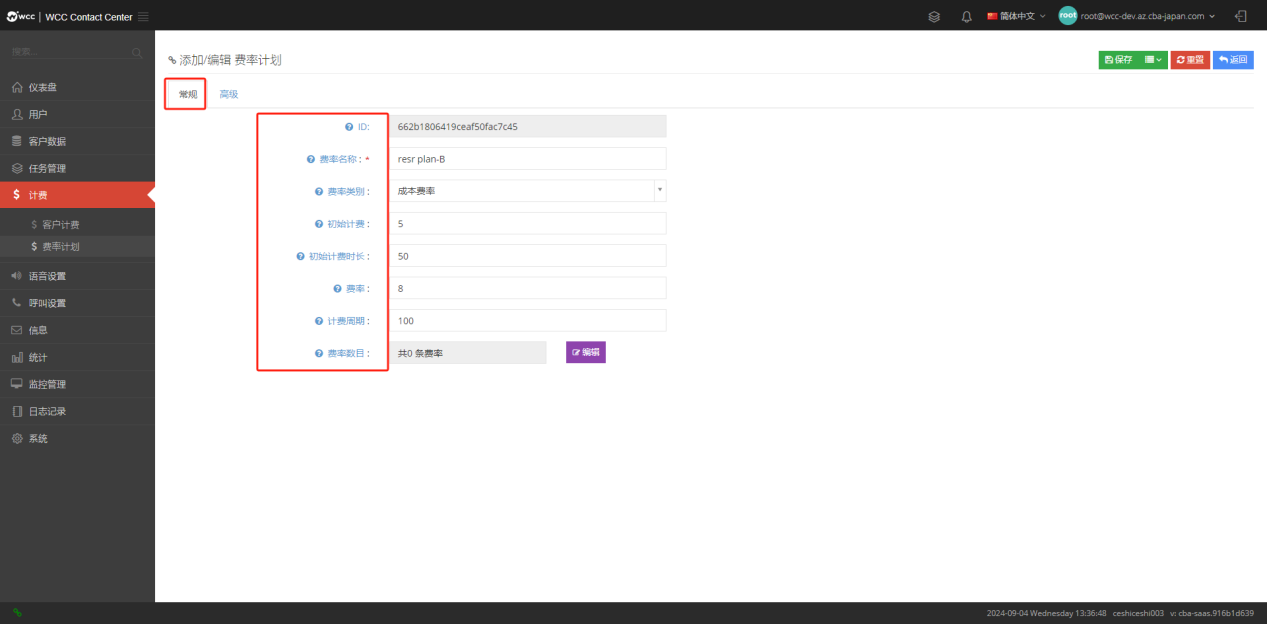 wcc | WCC Contact Center
简体中文
root
root@wcc-dev.az.cba-japan.com
搜索...
仪表盘
用户
客户数据
任务管理
计费
客户计费
费率计划
语音设置
呼叫设置
信息
统计
监控管理
日志记录
系统
添加/编辑 费率计划
保存
重置
返回
常规
高级
ID:
662b1806419ceaf50fac7c45
费率名称 : *
resr plan-B
费率类别 :
成本费率
初始计费 :
5
初始计费时长 :
50
费率 :
8
计费周期 :
100
费率数目 :
共0 条费率
编辑
2024-09-04 Wednesday 13:36:48 ceshiceshi003 v: cba-saas.916b1d639